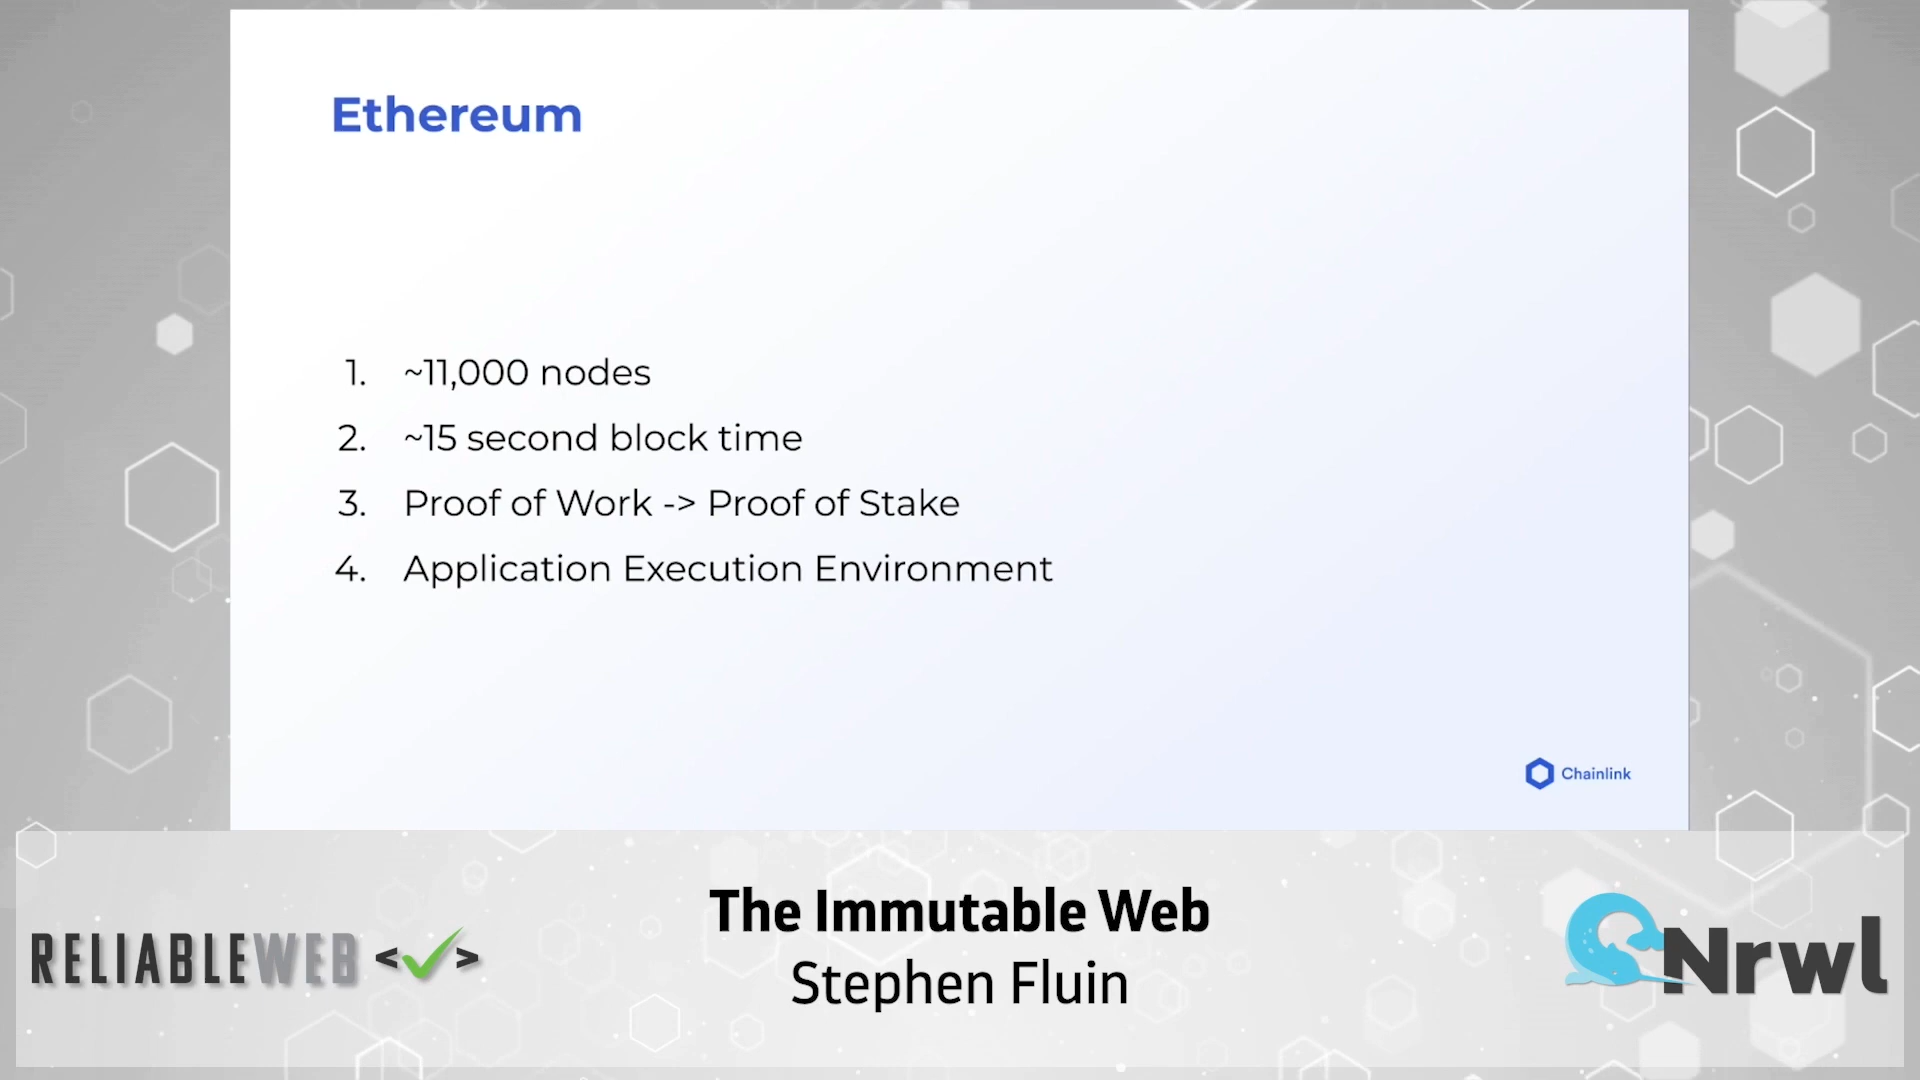 Ethereum
1. ~11,000 nodes
2. ~15 second block time
3. Proof of Work -> Proof of Stake
4. Application Execution Environment
Chainlink
The Immutable Web
Stephen Fluin
RELIABLEWEB <✓>
Nrwl